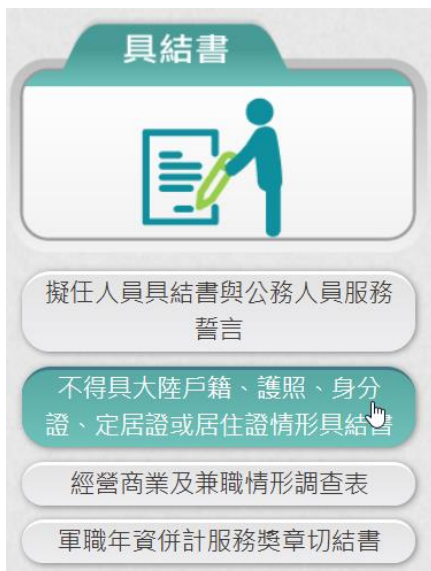 具結書
擬任人員具結書與公務人員服務
誓言
不得具大陸戶籍、護照、身分
證、定居證或居住證情形具結書
經營商業及兼職情形調查表
軍職年資併計服務獎章切結書